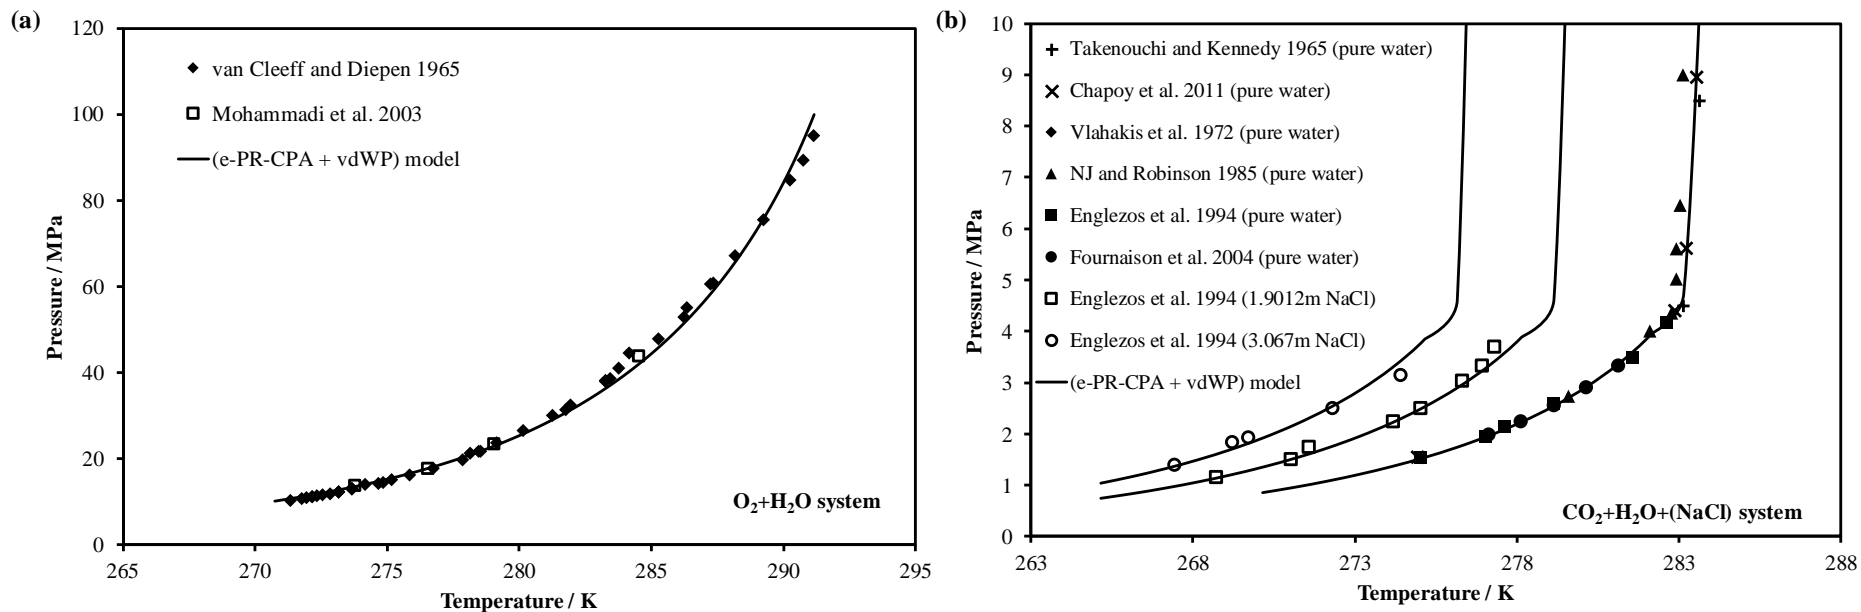 (a)
120
100
80
60
40
20
0
Pressure / MPa
van Cleeff and Diepen 1965
Mohammadi et al. 2003
(e-PR-CPA + vdWP) model
O₂+H₂O system
265 270 275 280 285 290 295
Temperature / K
(b)
10
9
8
7
6
5
4
3
2
1
0
Pressure / MPa
Takenouchi and Kennedy 1965 (pure water)
Chapoy et al. 2011 (pure water)
Vlahakis et al. 1972 (pure water)
NJ and Robinson 1985 (pure water)
Englezos et al. 1994 (pure water)
Fournaison et al. 2004 (pure water)
Englezos et al. 1994 (1.9012m NaCl)
Englezos et al. 1994 (3.067m NaCl)
(e-PR-CPA + vdWP) model
CO₂+H₂O+(NaCl) system
263 268 273 278 283 288
Temperature / K